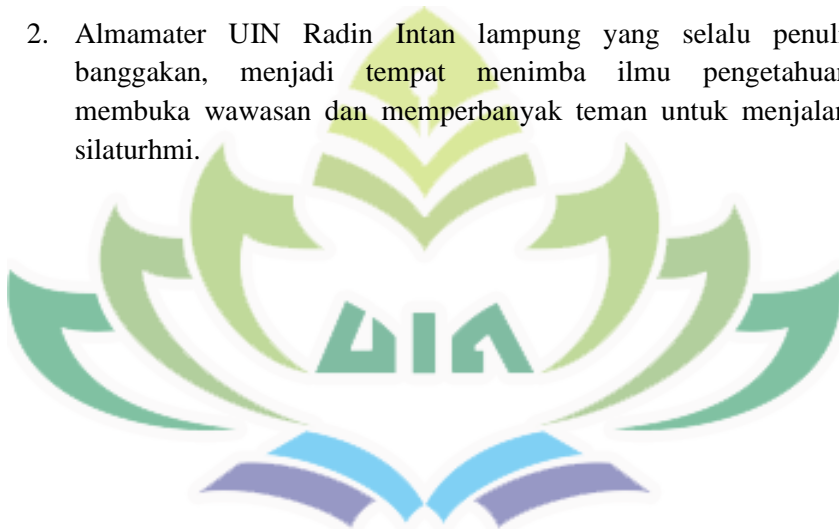 2. Almamater UIN Radin Intan lampung yang selalu penuli
banggakan, menjadi tempat menimba ilmu pengetahuan
membuka wawasan dan memperbanyak teman untuk menjalan
silaturhmi.
UIN